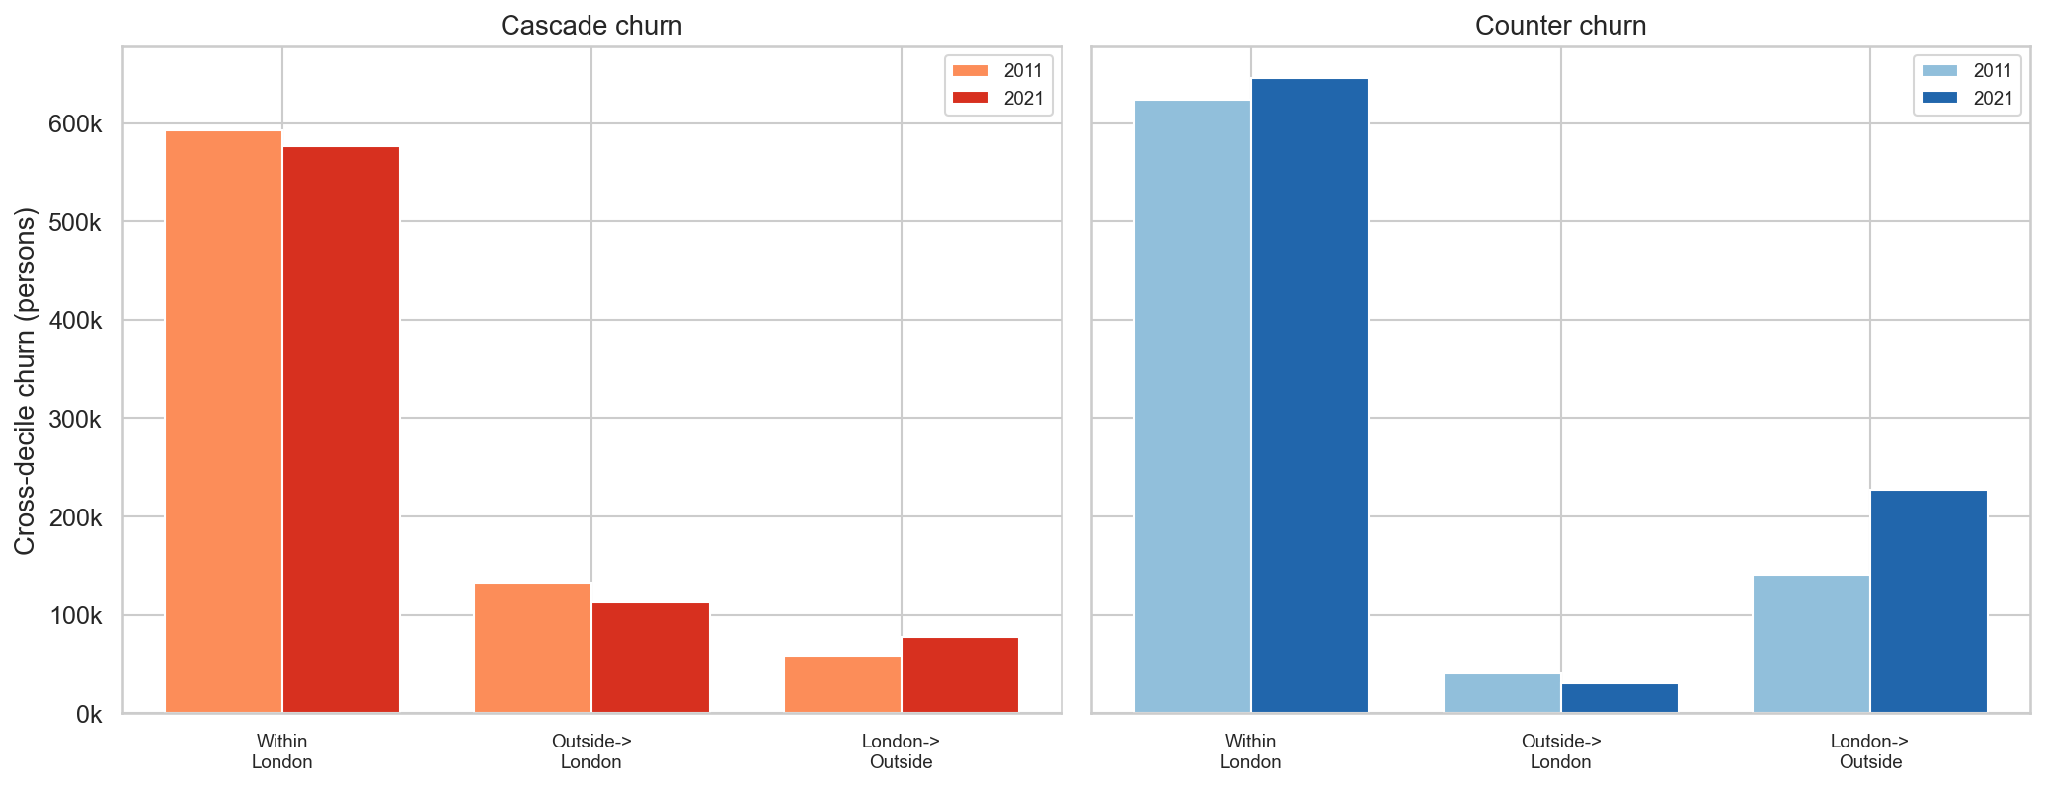 Cascade churn
2011
2021
Cross-decile churn (persons)
600k
500k
400k
300k
200k
100k
0k
Within
London
Outside->
London
London->
Outside
Counter churn
2011
2021
Within
London
Outside->
London
London->
Outside